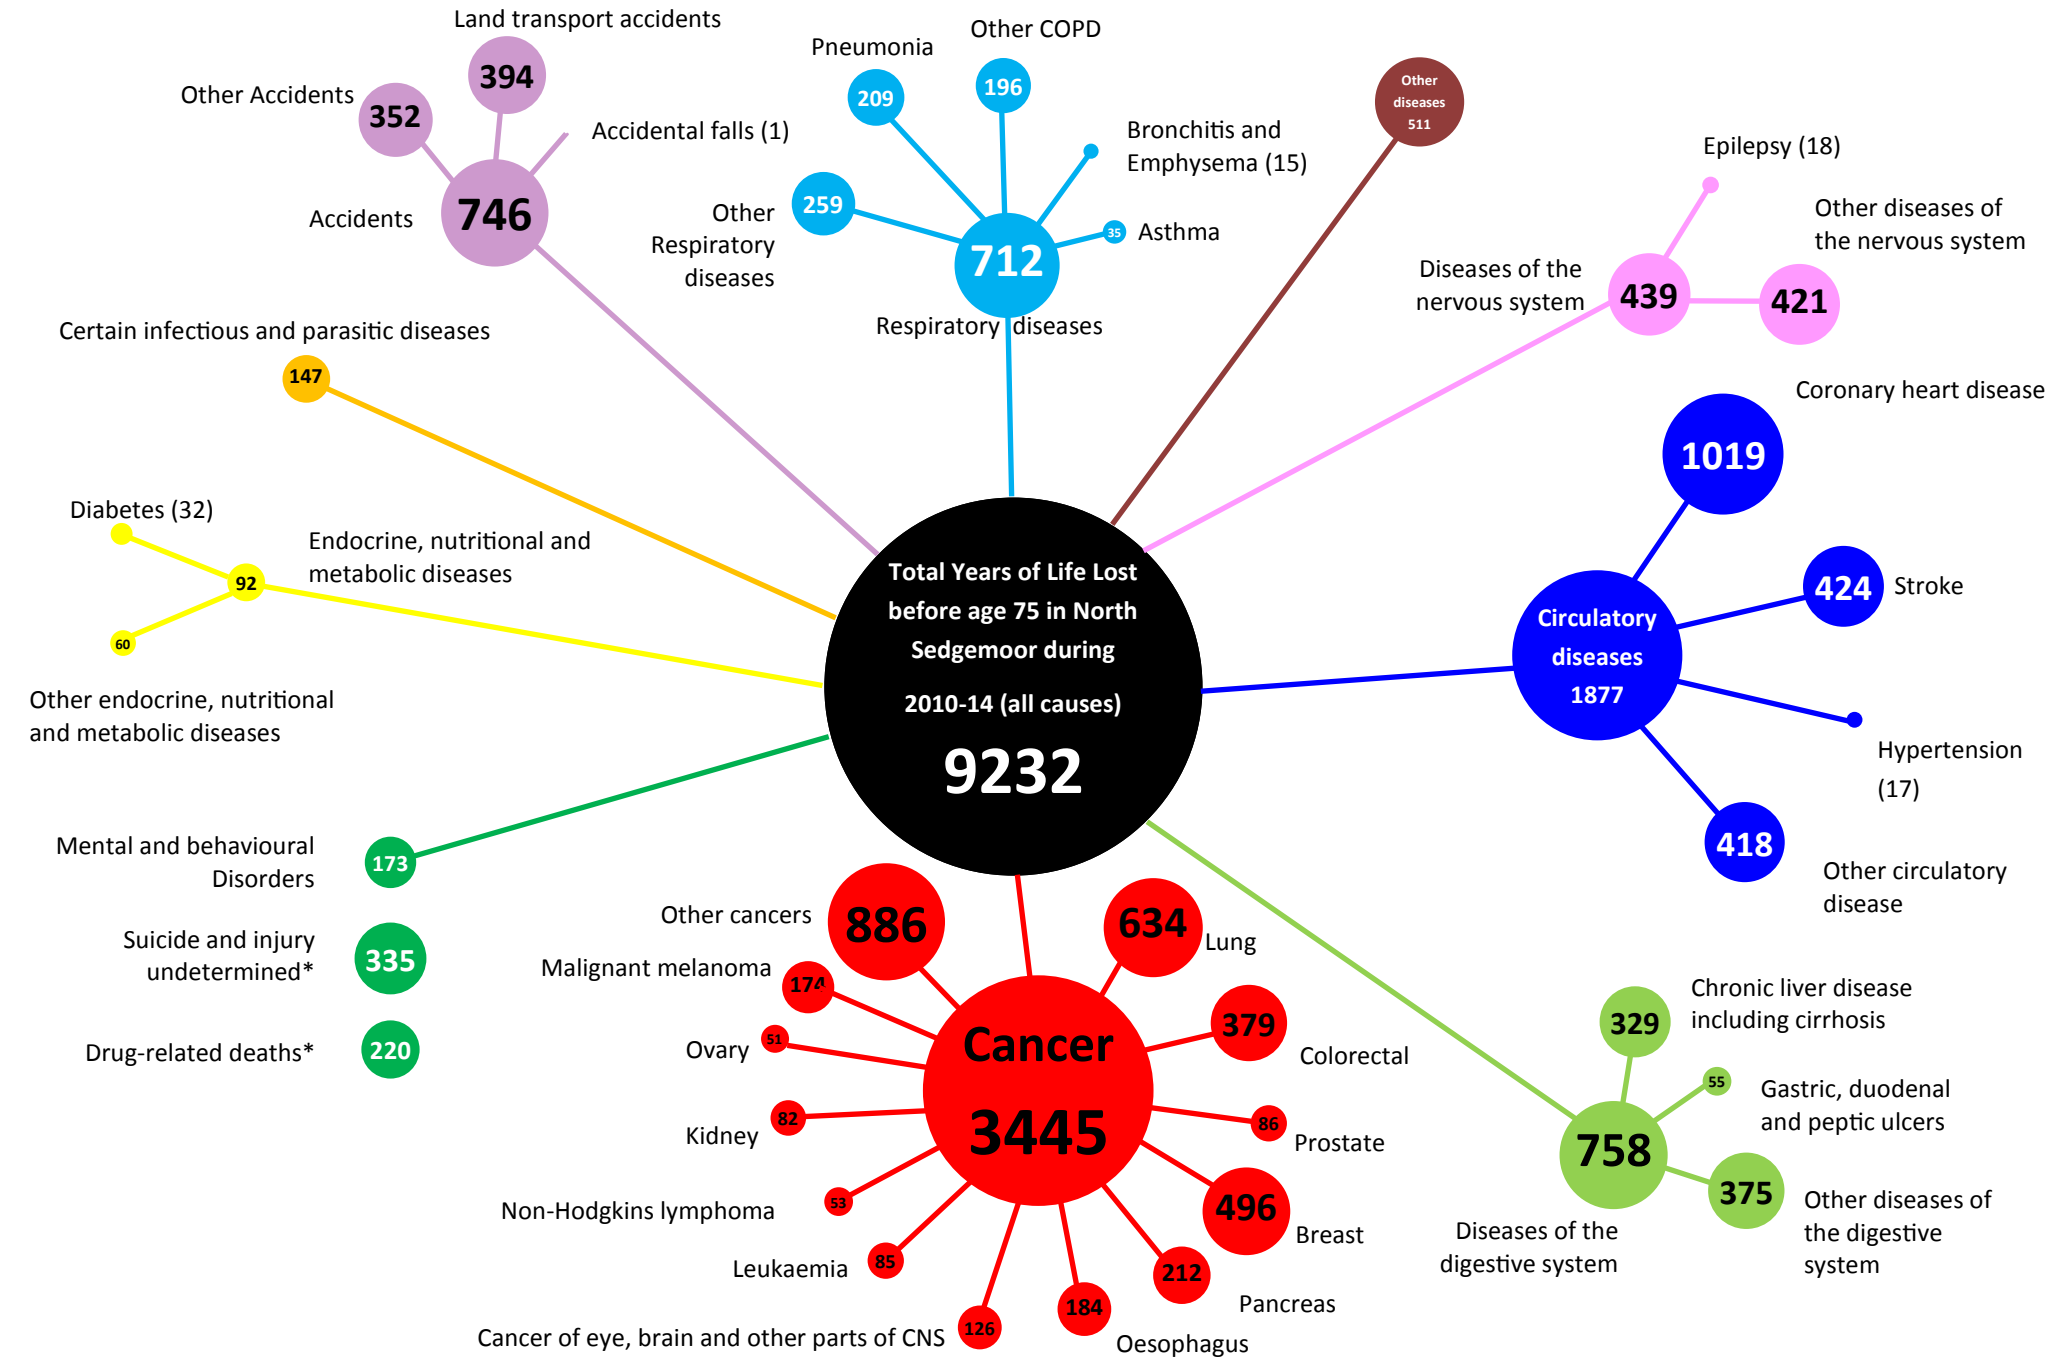 Land transport accidents
394
Other Accidents
352
Accidental falls (1)
Accidents
746
Pneumonia
209
Other COPD
196
Bronchitis and
Emphysema (15)
Other
Respiratory
diseases
259
35
Asthma
712
Respiratory diseases
Other
diseases
511
Epilepsy (18)
Other diseases of
the nervous system
Diseases of the
nervous system
439
421
Certain infectious and parasitic diseases
147
Coronary heart disease
1019
Diabetes (32)
Endocrine, nutritional and
metabolic diseases
92
60
Other endocrine, nutritional
and metabolic diseases
Total Years of Life Lost
before age 75 in North
Sedgemoor during
2010-14 (all causes)
9232
Circulatory
diseases
1877
424
Stroke
Hypertension
(17)
418
Other circulatory
disease
Mental and behavioural
Disorders
173
Suicide and injury
undetermined*
335
Drug-related deaths*
220
Other cancers
886
634
Lung
Malignant melanoma
174
379
Colorectal
Ovary
51
Cancer
3445
Kidney
82
86
Prostate
Non-Hodgkins lymphoma
53
496
Breast
Leukaemia
85
212
Pancreas
Cancer of eye, brain and other parts of CNS
126
184
Oesophagus
329
Chronic liver disease
including cirrhosis
55
Gastric, duodenal
and peptic ulcers
758
Diseases of the
digestive system
375
Other diseases of
the digestive
system